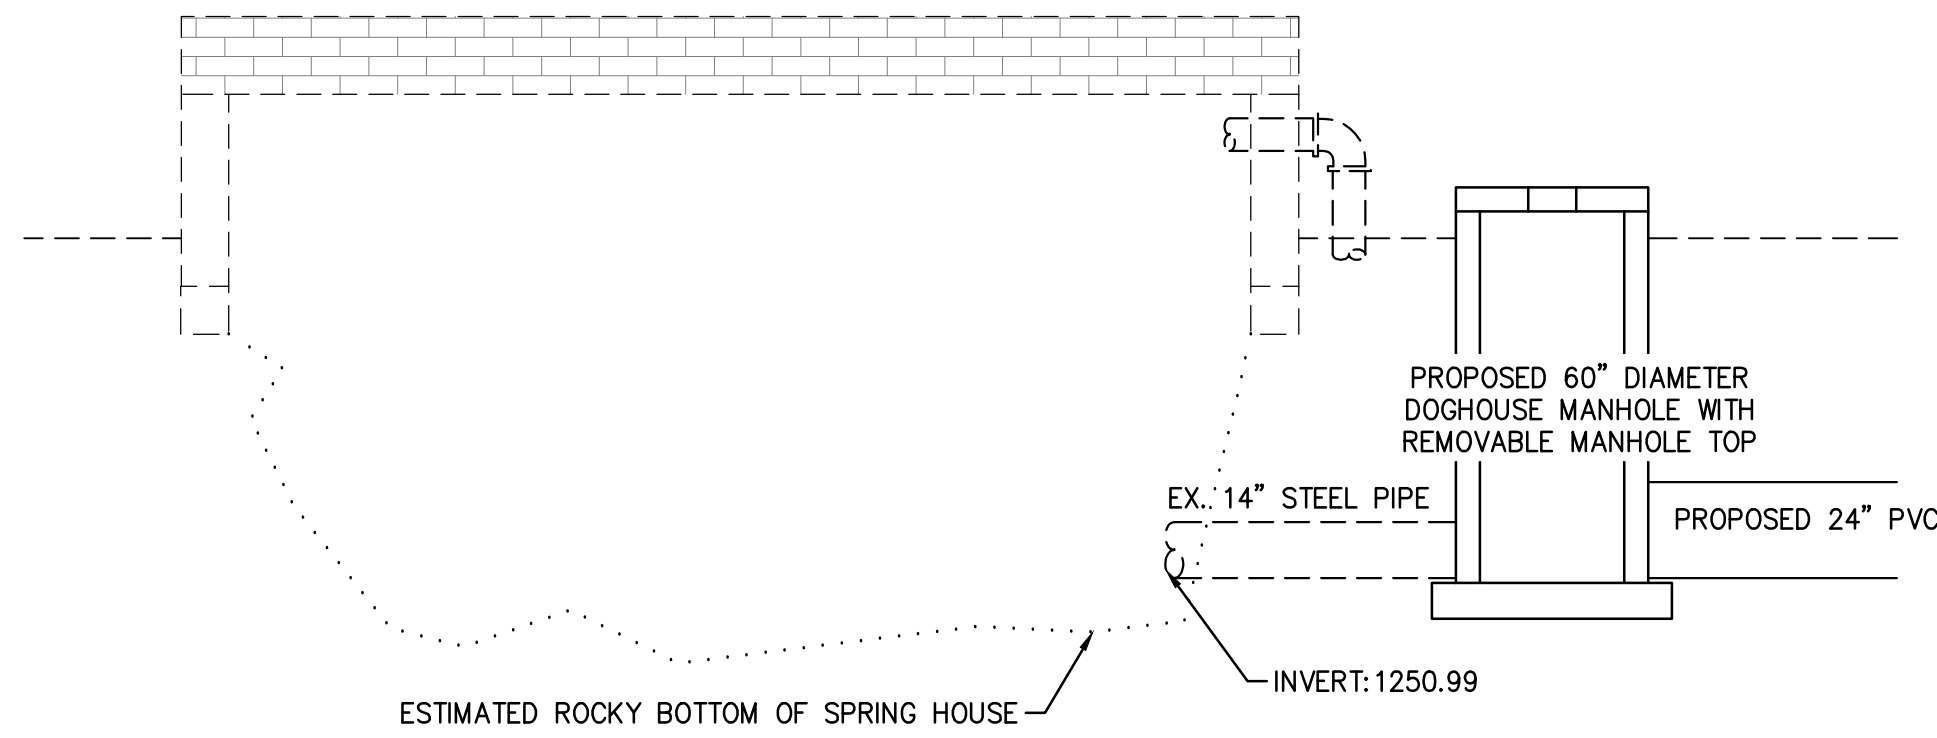 PROPOSED 60” DIAMETER
DOGHOUSE MANHOLE WITH
REMOVABLE MANHOLE TOP
EX. 14” STEEL PIPE
PROPOSED 24” PVC
INVERT: 1250.99
ESTIMATED ROCKY BOTTOM OF SPRING HOUSE